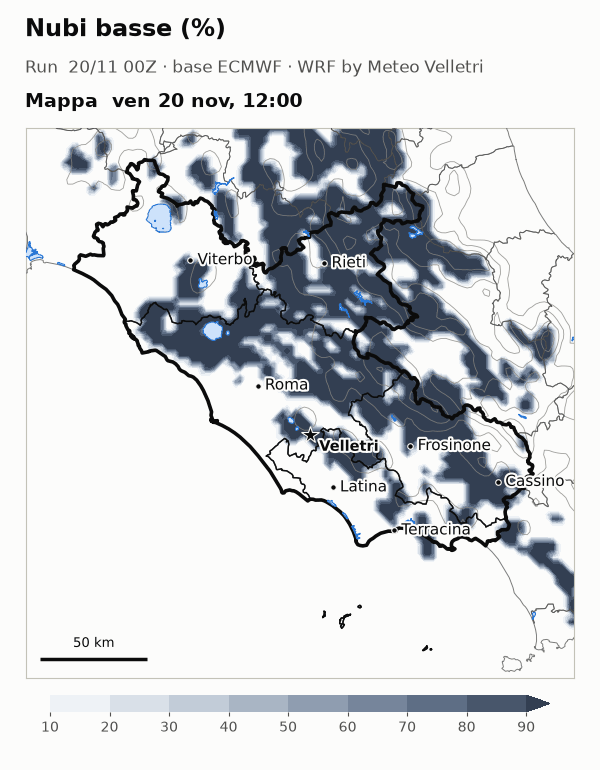 Nubi basse (%)
Run 20/11 00Z · base ECMWF · WRF by Meteo Velletri
Mappa ven 20 nov, 12:00
Viterbo
Rieti
Roma
Velletri
Frosinone
Latina
Cassino
Terracina
50 km
10 20 30 40 50 60 70 80 90